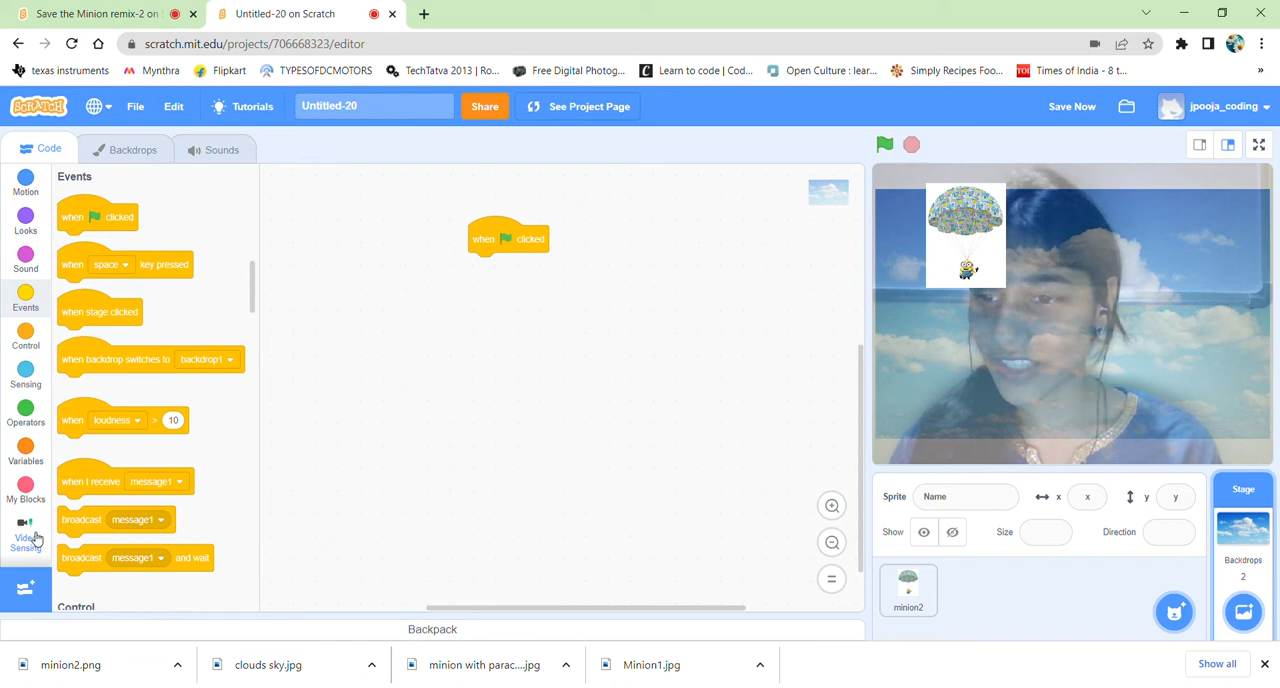 Save the Minion remix-2 on
Untitled-20 on Scratch
scratch.mit.edu/projects/706668323/editor
texas instruments
Mynthra
Flipkart
TYPESOFDCMOTORS
TechTatva 2013 | Ro...
Free Digital Photog...
Learn to code | Cod...
Open Culture : lear...
Simply Recipes Foo...
TOI
Times of India - 8 t...
»
SCRATCH
File
Edit
Tutorials
Untitled-20
Share
See Project Page
Save Now
jpooja_coding
Code
Backdrops
Sounds
Motion
Looks
Sound
Events
Control
Sensing
Operators
Variables
My Blocks
Video
Sensing
Events
when clicked
when space key pressed
when stage clicked
when backdrop switches to backdrop1
when loudness > 10
when I receive message1
broadcast message1
broadcast message1 and wait
Control
when clicked
Sprite Name
x x
y y
Show
Size
Direction
minion2
Stage
Backdrops
2
Backpack
minion2.png
clouds sky.jpg
minion with parac....jpg
Minion1.jpg
Show all